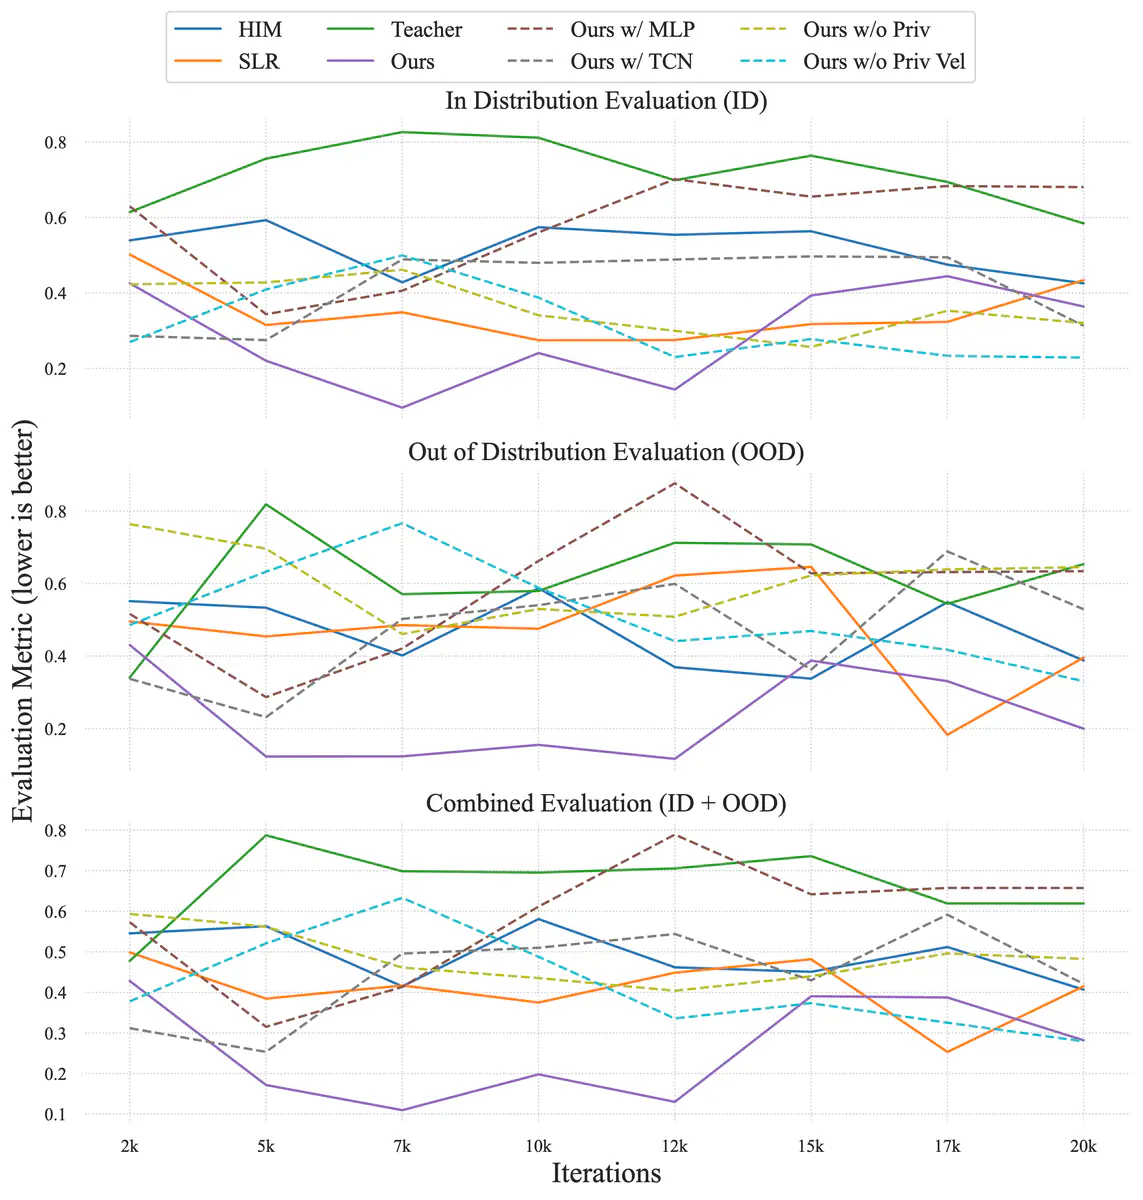 HIM
SLR
Teacher
Ours
Ours w/ MLP
Ours w/ TCN
Ours w/o Priv
Ours w/o Priv Vel
In Distribution Evaluation (ID)
0.8
0.6
0.4
0.2
Out of Distribution Evaluation (OOD)
0.8
0.6
0.4
0.2
Evaluation Metric (lower is better)
Combined Evaluation (ID + OOD)
0.8
0.7
0.6
0.5
0.4
0.3
0.2
0.1
2k 5k 7k 10k 12k 15k 17k 20k
Iterations